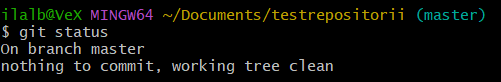 ilalb@VeX MINGW64 ~/Documents/testrepositorii (master)
$ git status
On branch master
nothing to commit, working tree clean